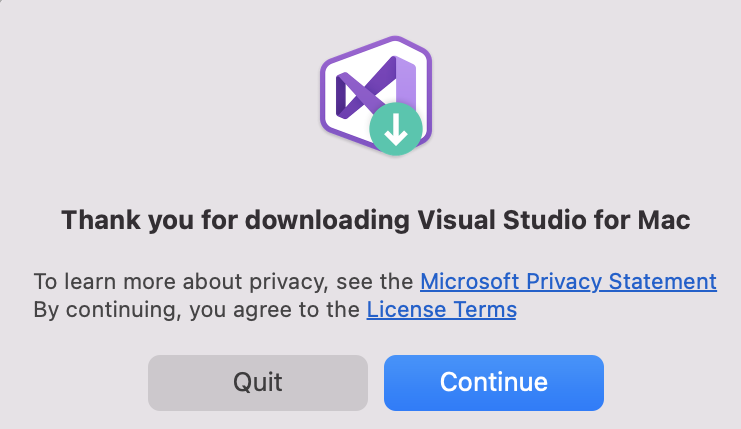 Thank you for downloading Visual Studio for Mac
To learn more about privacy, see the Microsoft Privacy Statement
By continuing, you agree to the License Terms
Quit
Continue